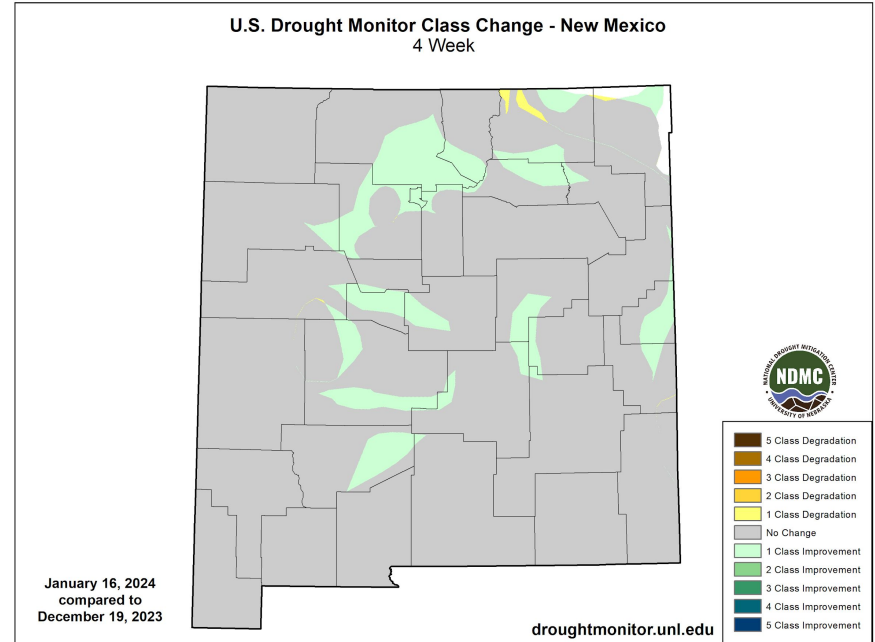 U.S. Drought Monitor Class Change - New Mexico
4 Week
NATIONAL DROUGHT MITIGATION CENTER
NDMC
UNIVERSITY OF NEBRASKA
5 Class Degradation
4 Class Degradation
3 Class Degradation
2 Class Degradation
1 Class Degradation
No Change
1 Class Improvement
2 Class Improvement
3 Class Improvement
4 Class Improvement
5 Class Improvement
January 16, 2024
compared to
December 19, 2023
droughtmonitor.unl.edu